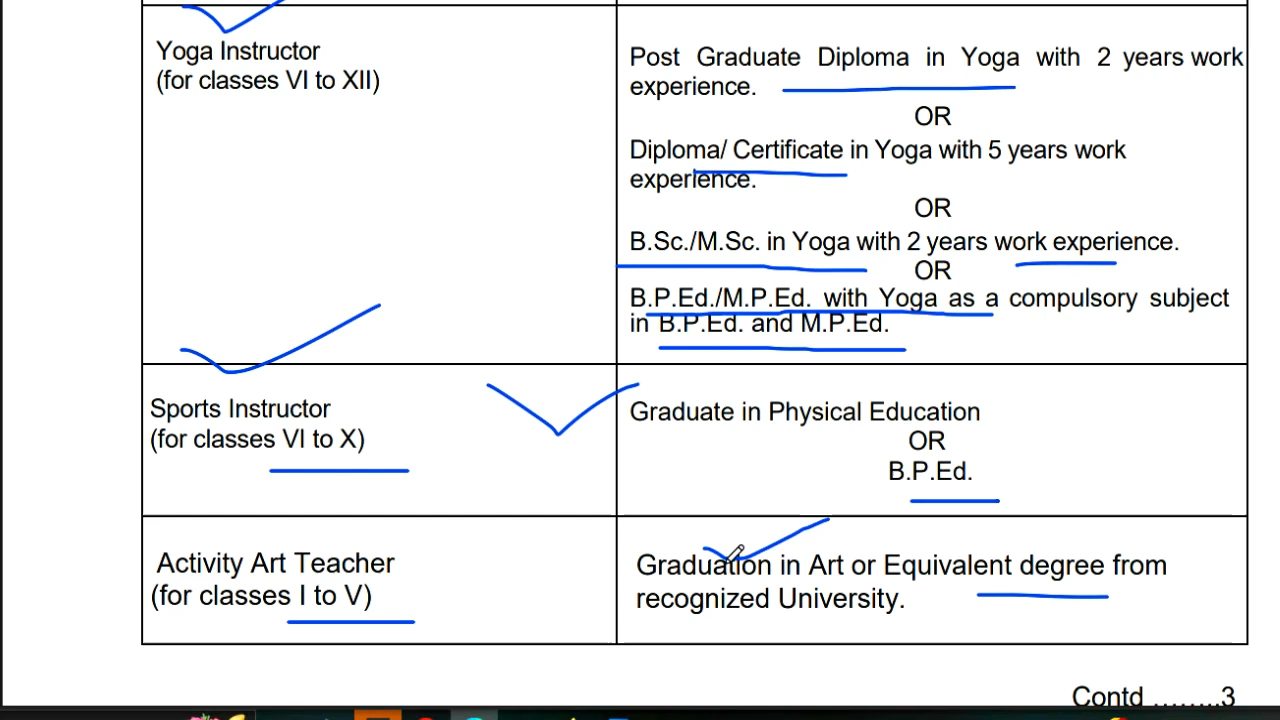 Yoga Instructor
(for classes VI to XII)
Post Graduate Diploma in Yoga with 2 years work
experience.
OR
Diploma/ Certificate in Yoga with 5 years work
experience.
OR
B.Sc./M.Sc. in Yoga with 2 years work experience.
OR
B.P.Ed./M.P.Ed. with Yoga as a compulsory subject
in B.P.Ed. and M.P.Ed.
Sports Instructor
(for classes VI to X)
Graduate in Physical Education
OR
B.P.Ed.
Activity Art Teacher
(for classes I to V)
Graduation in Art or Equivalent degree from
recognized University.
Contd ........3